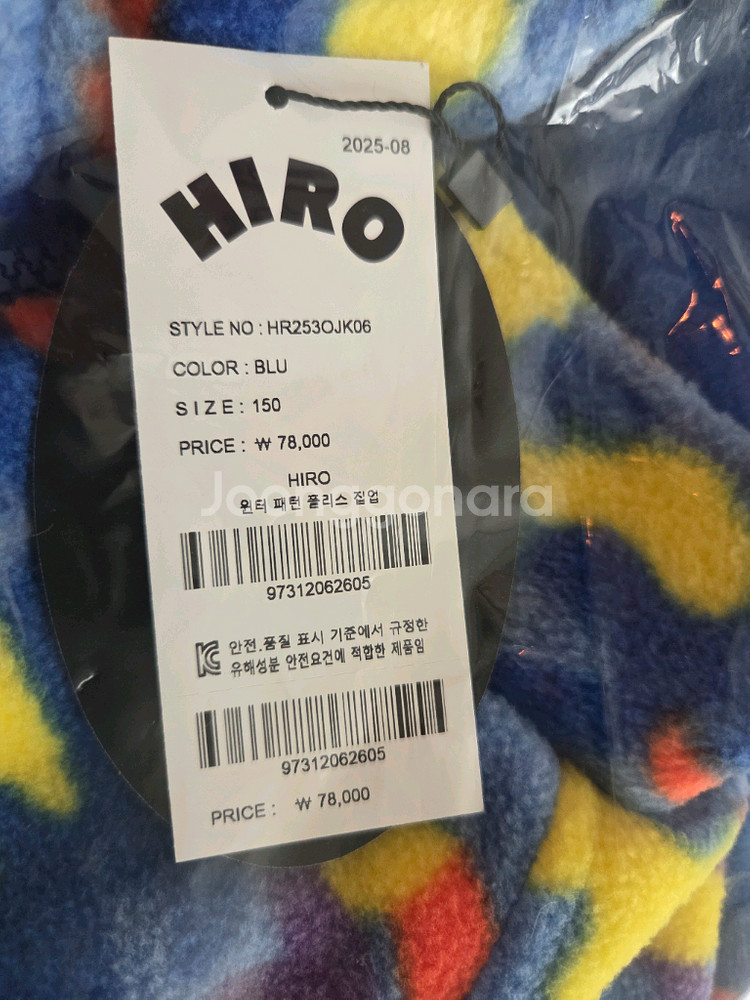 2025-08
HIRO
STYLE NO : HR253OJK06
COLOR : BLU
SIZE : 150
PRICE : ₩ 78,000
HIRO
윈터 패턴 플리스 집업
Joonggonara
97312062605
안전.품질 표시 기준에서 규정한
유해성분 안전요건에 적합한 제품임
97312062605
PRICE : ₩ 78,000